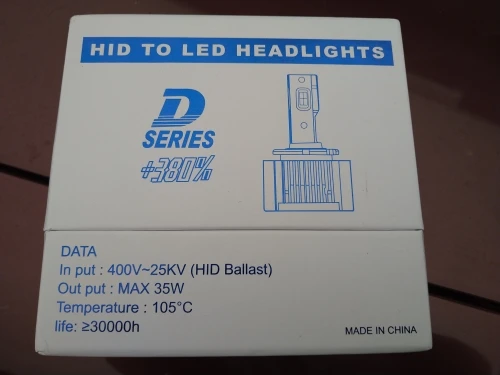 HID TO LED HEADLIGHTS
D
SERIES
+380%
DATA
In put : 400V~25KV (HID Ballast)
Out put : MAX 35W
Temperature : 105°C
life: ≥30000h
MADE IN CHINA